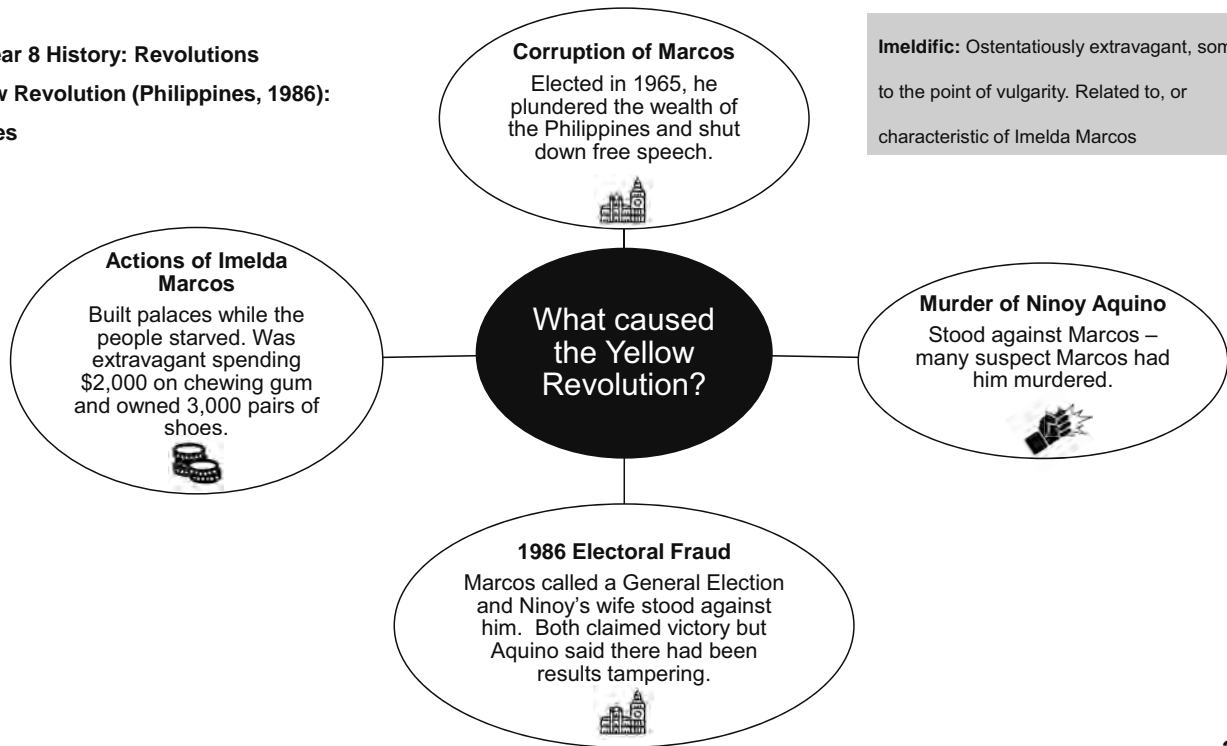 ear 8 History: Revolutions
w Revolution (Philippines, 1986):
es
Corruption of Marcos
Elected in 1965, he
plundered the wealth of
the Philippines and shut
down free speech.
Imeldific: Ostentatiously extravagant, som
to the point of vulgarity. Related to, or
characteristic of Imelda Marcos
Actions of Imelda
Marcos
Built palaces while the
people starved. Was
extravagant spending
$2,000 on chewing gum
and owned 3,000 pairs of
shoes.
What caused
the Yellow
Revolution?
Murder of Ninoy Aquino
Stood against Marcos –
many suspect Marcos had
him murdered.
1986 Electoral Fraud
Marcos called a General Election
and Ninoy’s wife stood against
him.  Both claimed victory but
Aquino said there had been
results tampering.